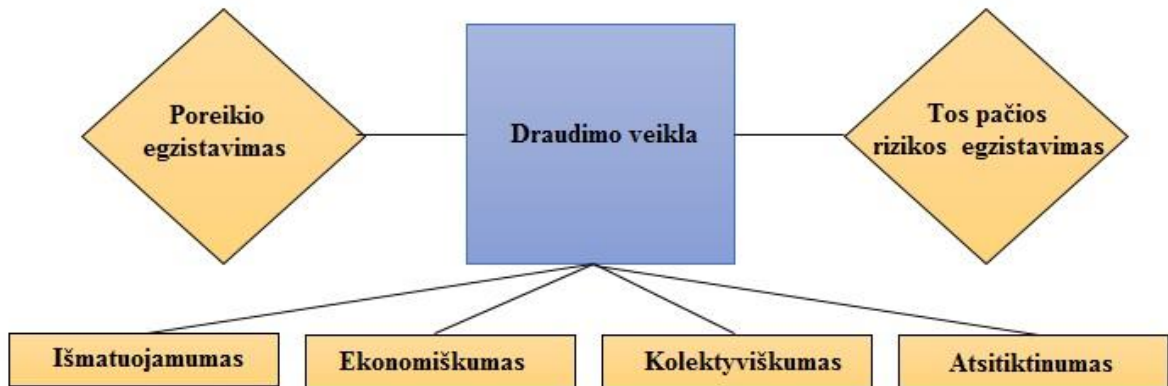 Poreikio
egzistavimas
Draudimo veikla
Tos pačios
rizikos egzistavimas
Išmatuojamumas
Ekonomiškumas
Kolektyviškumas
Atsitiktinumas